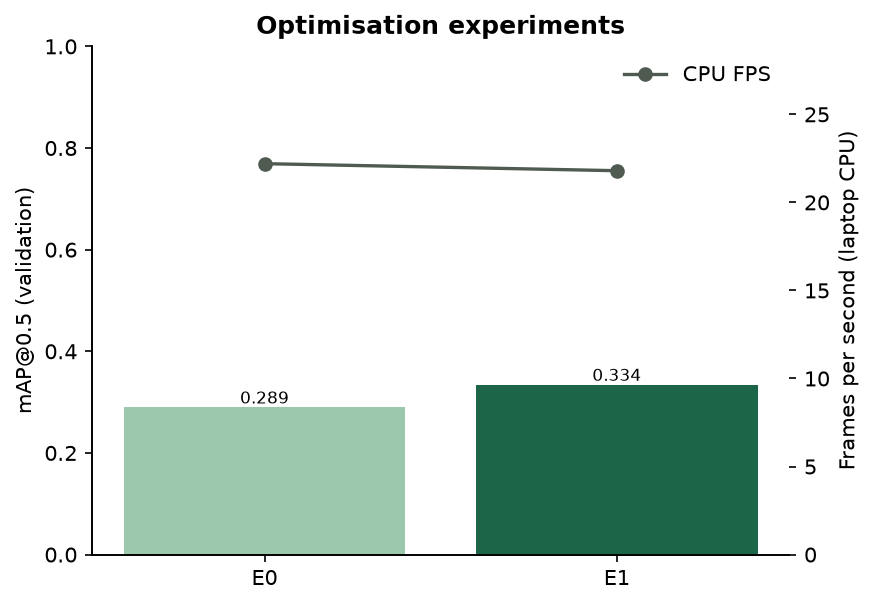 Optimisation experiments
CPU FPS
mAP@0.5 (validation)
1.0
0.8
0.6
0.4
0.2
0.0
0.289
0.334
E0
E1
25
20
15
10
5
0
Frames per second (laptop CPU)